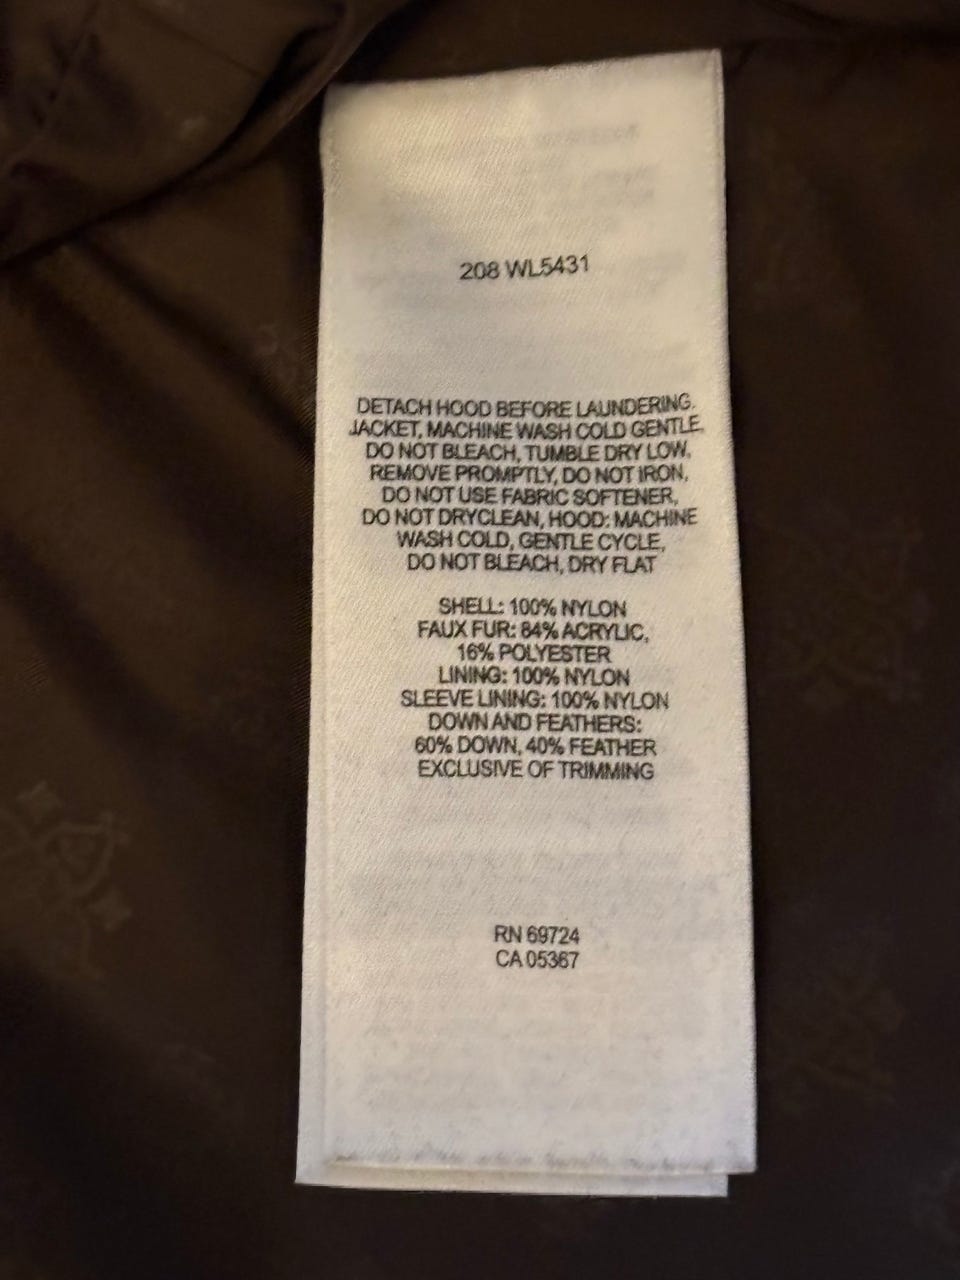 208 WL5431
DETACH HOOD BEFORE LAUNDERING.
JACKET, MACHINE WASH COLD GENTLE,
DO NOT BLEACH, TUMBLE DRY LOW,
REMOVE PROMPTLY, DO NOT IRON,
DO NOT USE FABRIC SOFTENER,
DO NOT DRYCLEAN, HOOD: MACHINE
WASH COLD, GENTLE CYCLE,
DO NOT BLEACH, DRY FLAT
SHELL: 100% NYLON
FAUX FUR: 84% ACRYLIC,
16% POLYESTER
LINING: 100% NYLON
SLEEVE LINING: 100% NYLON
DOWN AND FEATHERS:
60% DOWN, 40% FEATHER
EXCLUSIVE OF TRIMMING
RN 69724
CA 05367